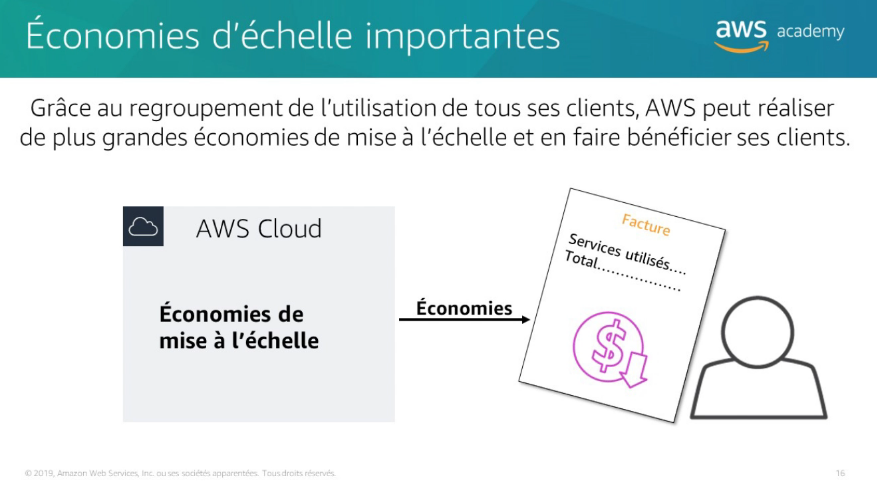 Économies d’échelle importantes
aws academy
Grâce au regroupement de l’utilisation de tous ses clients, AWS peut réaliser
de plus grandes économies de mise à l’échelle et en faire bénéficier ses clients.
AWS Cloud
Économies de
mise à l’échelle
Économies
Facture
Services utilisés....
Total.................
$
© 2019, Amazon Web Services, Inc. ou ses sociétés apparentées. Tous droits réservés.
16